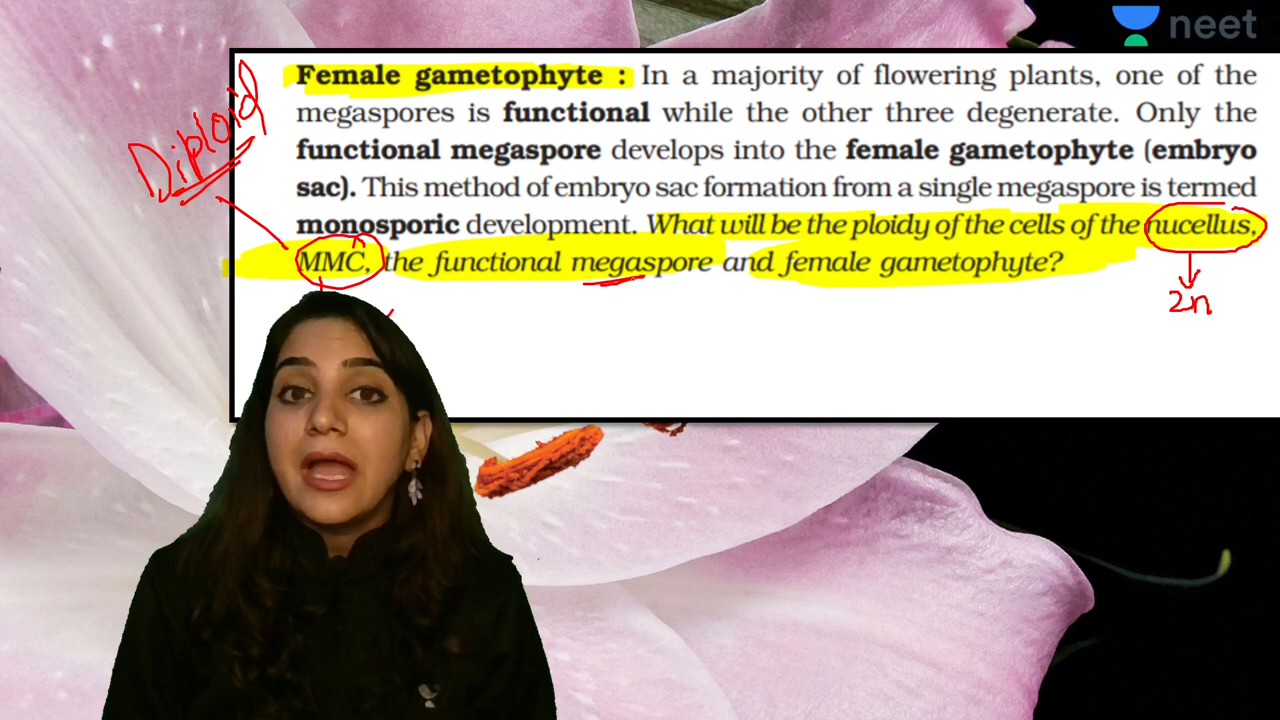 neet
Female gametophyte : In a majority of flowering plants, one of the
megaspores is functional while the other three degenerate. Only the
functional megaspore develops into the female gametophyte (embryo
sac). This method of embryo sac formation from a single megaspore is termed
monosporic development. What will be the ploidy of the cells of the nucellus,
MMC, the functional megaspore and female gametophyte?
Diploid
2n